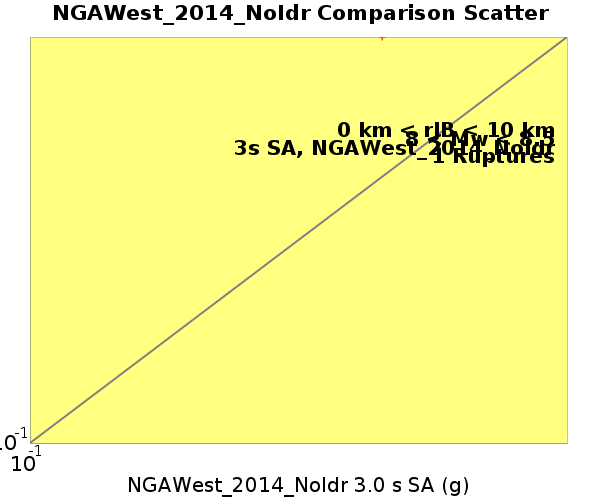 NGAWest_2014_NoIdr Comparison Scatter
0 km < rJB < 10 km
8 < Mw < 8.5
3s SA, NGAWest_2014_NoIdr
1 Ruptures
10^-1
10^-1
NGAWest_2014_NoIdr 3.0 s SA (g)